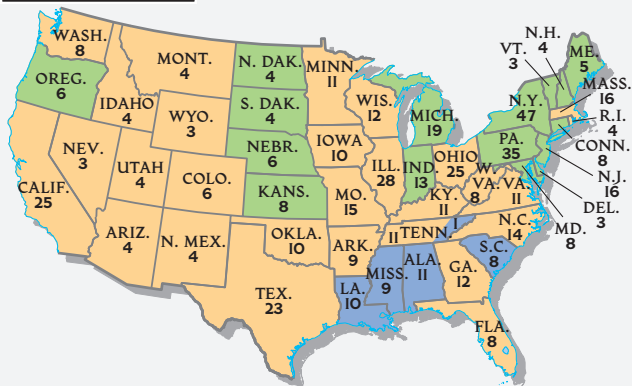 WASH.
8
OREG.
6
CALIF.
25
NEV.
3
IDAHO
4
MONT.
4
WYO.
3
UTAH
4
COLO.
6
ARIZ.
4
N. MEX.
4
N. DAK.
4
S. DAK.
4
NEBR.
6
KANS.
8
OKLA.
10
TEX.
23
MINN.
11
IOWA
10
MO.
15
ARK.
9
LA.
10
WIS.
12
ILL.
28
MICH.
19
IND.
13
OHIO
25
KY.
11
11 TENN. 1
MISS.
9
ALA.
11
GA.
12
FLA.
8
S.C.
8
N.C.
14
W.
VA.
8
VA.
11
PA.
35
N.Y.
47
VT.
3
N.H.
4
ME.
5
MASS.
16
R.I.
4
CONN.
8
N.J.
16
DEL.
3
MD.
8